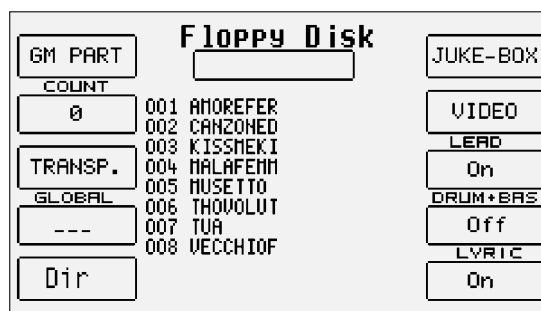 Floppy Disk
GM PART
COUNT
0
TRANSP.
GLOBAL
---
Dir
001 AMOREFER
002 CANZONED
003 KISSMEKI
004 MALAFEMM
005 MUSETTO
006 THOVOLUT
007 TUA
008 VECCHIOF
JUKE-BOX
VIDEO
LEAD
On
DRUM+BAS
Off
LYRIC
On